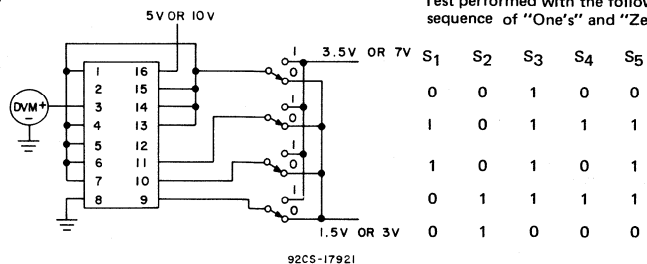 Test performed with the
sequence of "One's" and
5V OR 10V
1 3.5V OR 7V S1 S2 S3 S4 S5
0
1 16
2 15
3 14
4 13
5 12
6 11
7 10
8 9
DVM +
−
1
0
1
0
1
0
1.5V OR 3V
0 0 1 0 0
1 0 1 1 1
1 0 1 0 1
0 1 1 1 1
0 1 0 0 0
92CS-17921